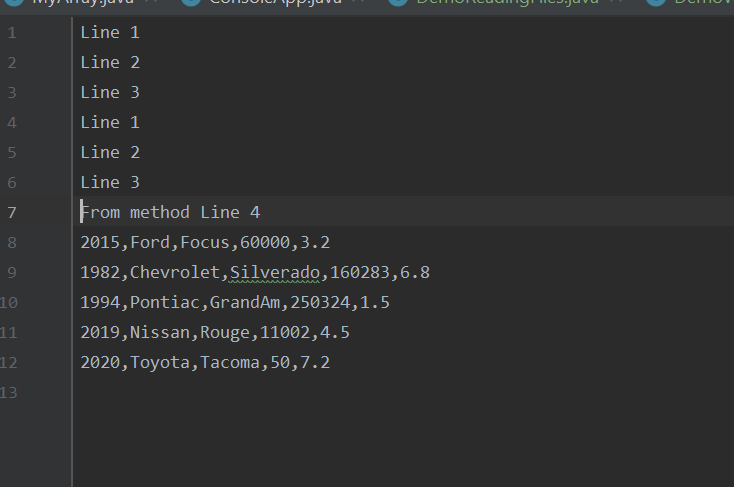 MyArray.java ConsoleApp.java DemoReadingFiles.java
1 Line 1
2 Line 2
3 Line 3
4 Line 1
5 Line 2
6 Line 3
7 From method Line 4
8 2015,Ford,Focus,60000,3.2
9 1982,Chevrolet,Silverado,160283,6.8
10 1994,Pontiac,GrandAm,250324,1.5
11 2019,Nissan,Rouge,11002,4.5
12 2020,Toyota,Tacoma,50,7.2
13